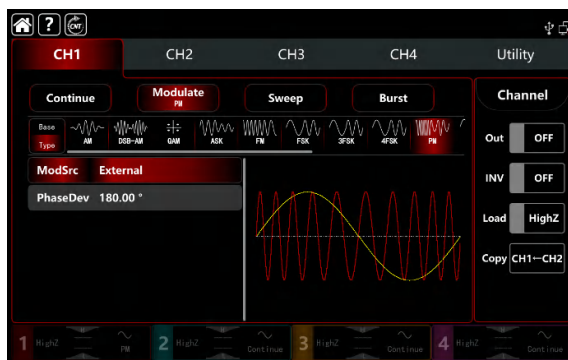 ? CNT
CH1 CH2 CH3 CH4 Utility
Continue Modulate Sweep Burst Channel
PM
Base
Type AM DSB-AM GAM ASK FM FSK 3FSK 4FSK PM
Out OFF
ModSrc External
INV OFF
PhaseDev 180.00 °
Load HighZ
Copy CH1←CH2
1 HighZ PM 2 HighZ Continue 3 HighZ Continue 4 HighZ Continue